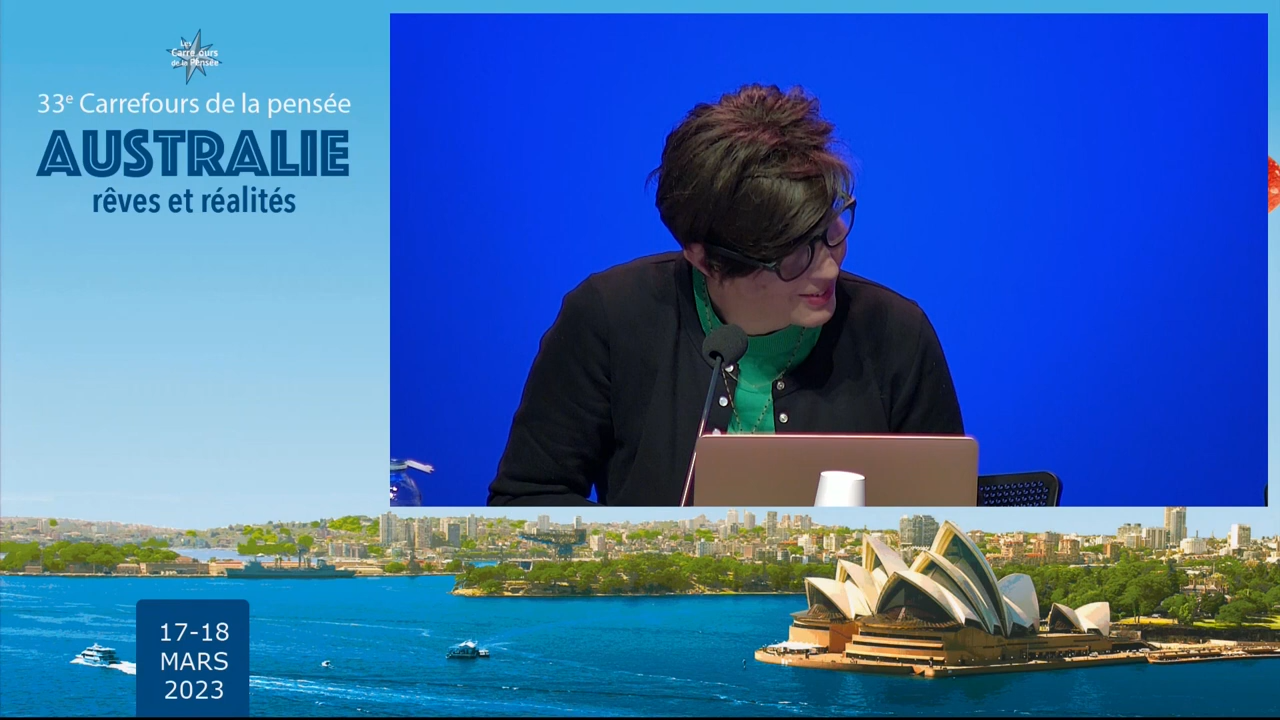 Les
Carrefours
de la Pensée
33e Carrefours de la pensée
AUSTRALIE
rêves et réalités
17-18
MARS
2023